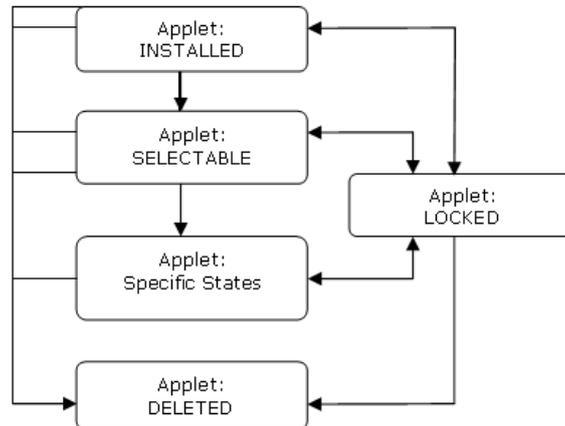 Applet:
INSTALLED
Applet:
SELECTABLE
Applet:
LOCKED
Applet:
Specific States
Applet:
DELETED